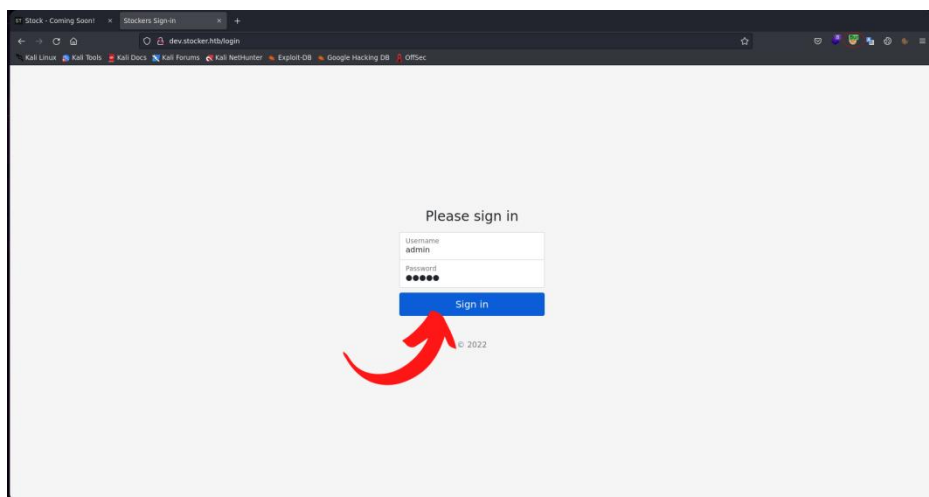 Stock - Coming Soon!
Stockers Sign-in
dev.stocker.htb/login
Kali Linux Kali Tools Kali Docs Kali Forums Kali NetHunter Exploit-DB Google Hacking DB OffSec
Please sign in
Username
admin
Password
Sign in
© 2022